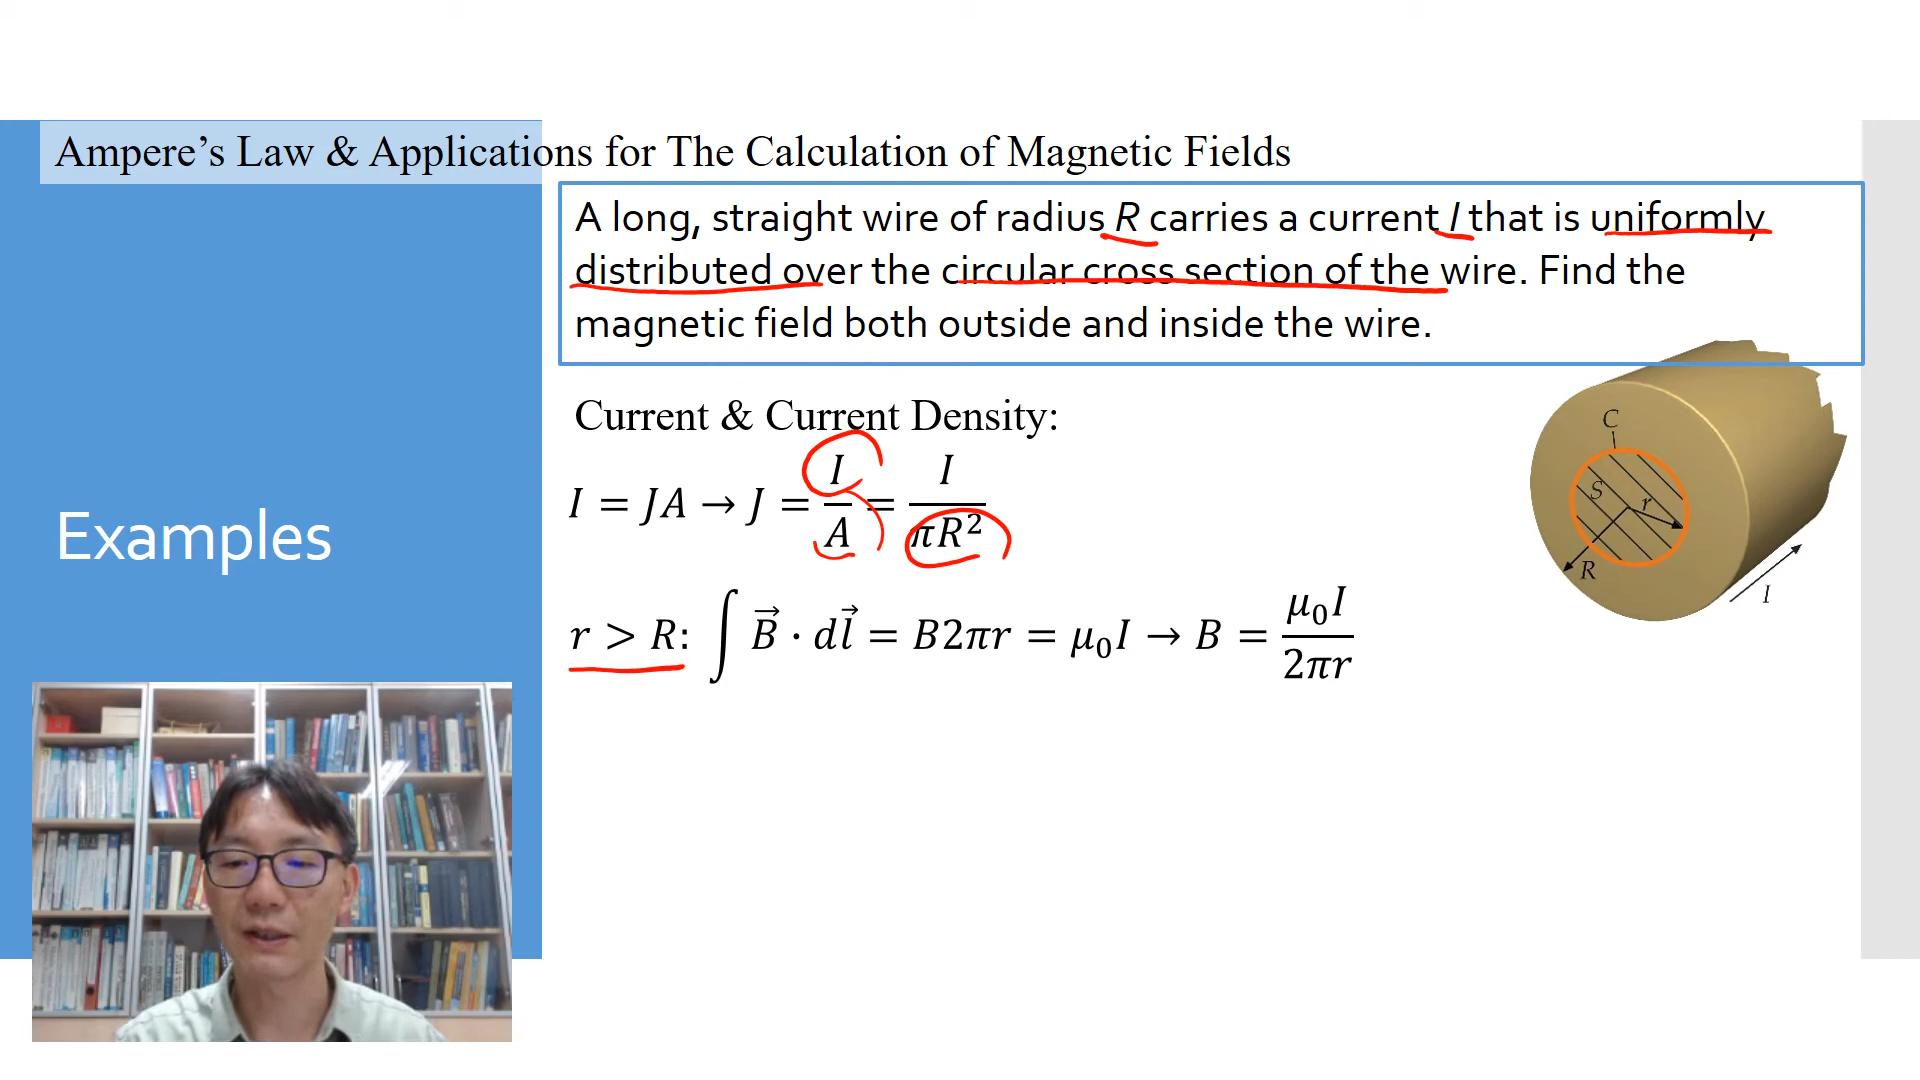 Ampere's Law & Applications for The Calculation of Magnetic Fields
A long, straight wire of radius R carries a current I that is uniformly
distributed over the circular cross section of the wire. Find the
magnetic field both outside and inside the wire.
Current & Current Density:
I = JA → J = I/A = I/πR²
r > R: ∫ B⃗ · dl⃗ = B2πr = μ₀I → B = μ₀I/2πr
C
S
r
R
I
Examples